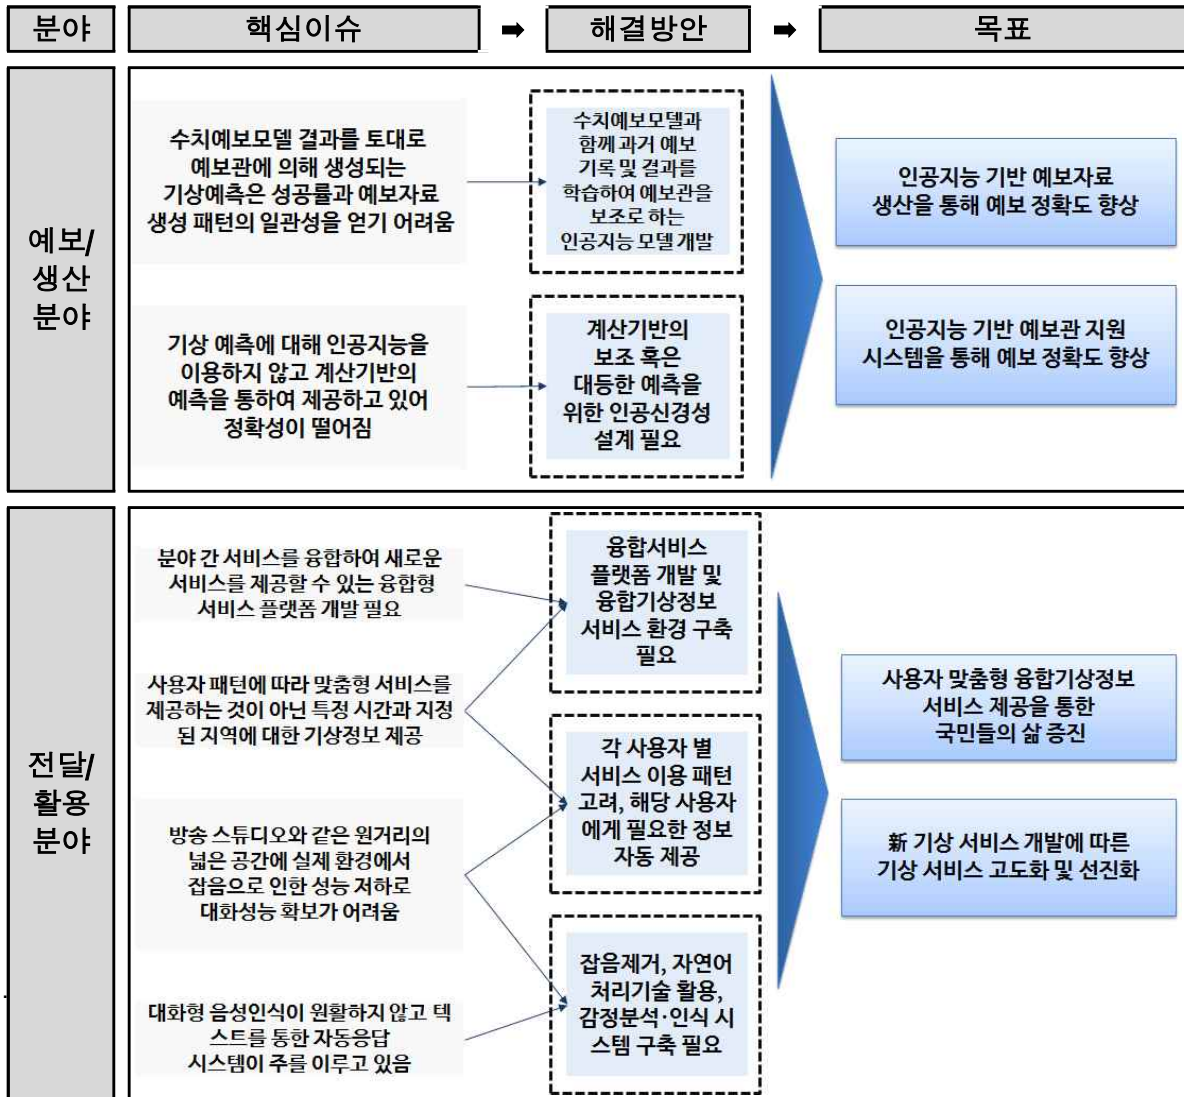 분야
핵심이슈
➡
해결방안
➡
목표
예보/
생산
분야
수치예보모델 결과를 토대로
예보관에 의해 생성되는
기상예측은 성공률과 예보자료
생성 패턴의 일관성을 얻기 어려움
수치예보모델과
함께 과거 예보
기록 및 결과를
학습하여 예보관을
보조로 하는
인공지능 모델 개발
기상 예측에 대해 인공지능을
이용하지 않고 계산기반의
예측을 통하여 제공하고 있어
정확성이 떨어짐
계산기반의
보조 혹은
대등한 예측을
위한 인공신경성
설계 필요
인공지능 기반 예보자료
생산을 통해 예보 정확도 향상
인공지능 기반 예보관 지원
시스템을 통해 예보 정확도 향상
전달/
활용
분야
분야 간 서비스를 융합하여 새로운
서비스를 제공할 수 있는 융합형
서비스 플랫폼 개발 필요
사용자 패턴에 따라 맞춤형 서비스를
제공하는 것이 아닌 특정 시간과 지정
된 지역에 대한 기상정보 제공
방송 스튜디오와 같은 원거리의
넓은 공간에 실제 환경에서
잡음으로 인한 성능 저하로
대화성능 확보가 어려움
대화형 음성인식이 원활하지 않고 텍
스트를 통한 자동응답
시스템이 주를 이루고 있음
융합서비스
플랫폼 개발 및
융합기상정보
서비스 환경 구축
필요
각 사용자 별
서비스 이용 패턴
고려, 해당 사용자
에게 필요한 정보
자동 제공
잡음제거, 자연어
처리기술 활용,
감정분석·인식 시
스템 구축 필요
사용자 맞춤형 융합기상정보
서비스 제공을 통한
국민들의 삶 증진
新 기상 서비스 개발에 따른
기상 서비스 고도화 및 선진화